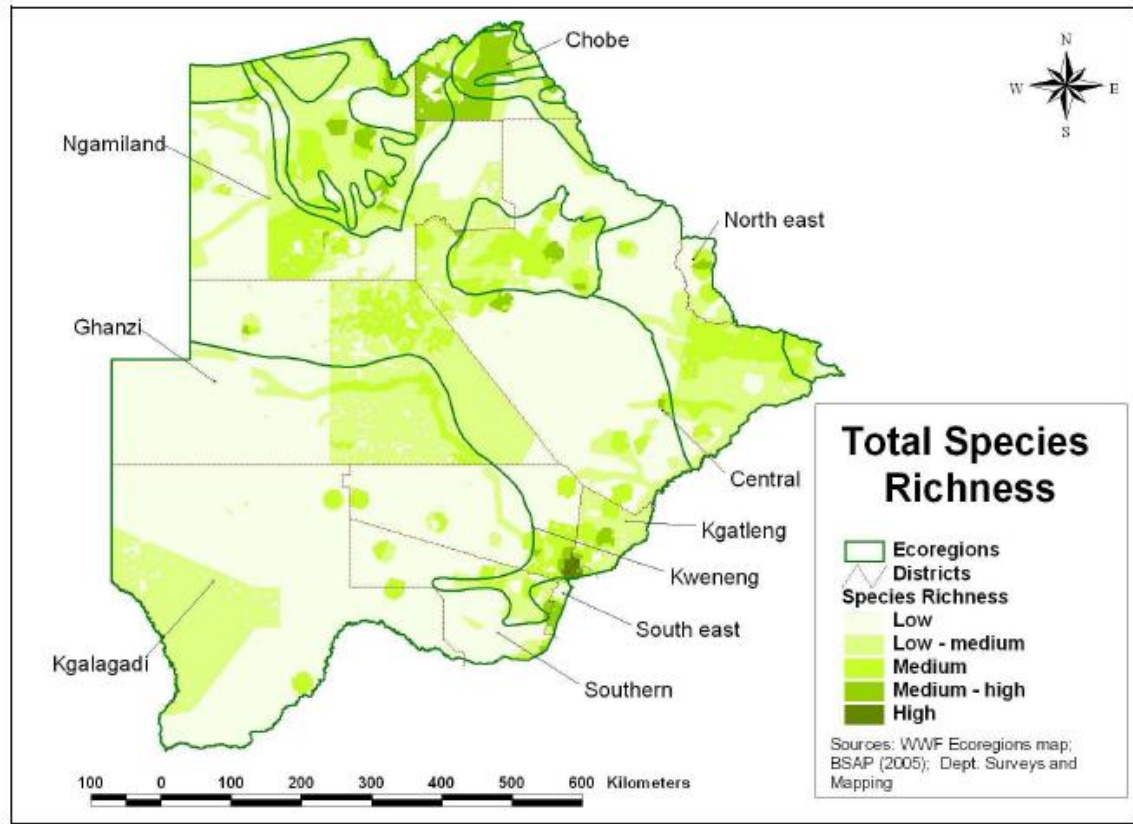 Chobe
N
W E
S
Ngamiland
North east
Ghanzi
Central
Kgatleng
Kweneng
South east
Kgalagadi
Southern
Total Species
Richness
Ecoregions
Districts
Species Richness
Low
Low - medium
Medium
Medium - high
High
Sources: WWF Ecoregions map;
BSAP (2005); Dept. Surveys and
Mapping
100 0 100 200 300 400 500 600 Kilometers